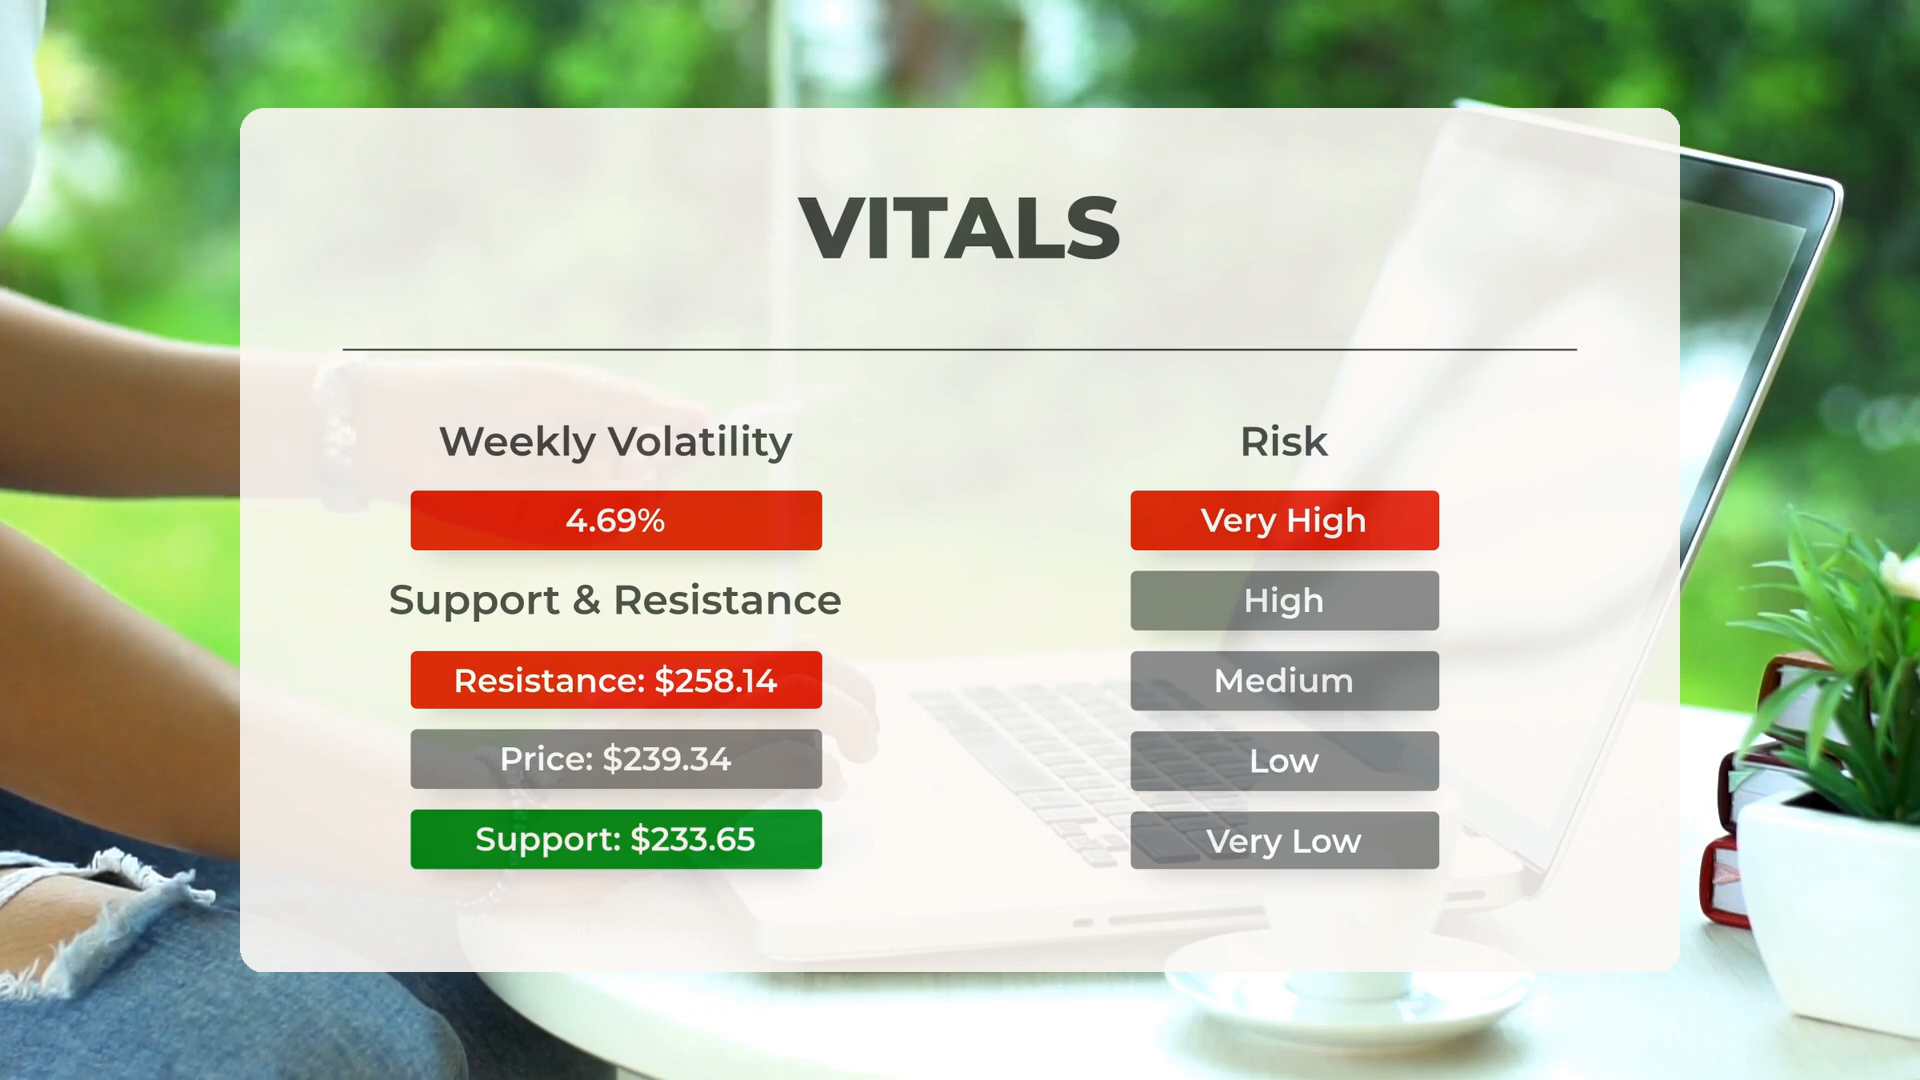 VITALS
Weekly Volatility
4.69%
Support & Resistance
Resistance: $258.14
Price: $239.34
Support: $233.65
Risk
Very High
High
Medium
Low
Very Low